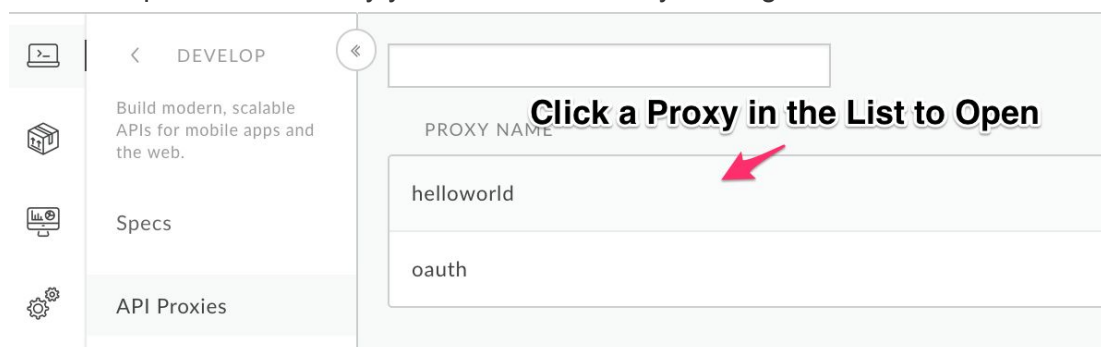 DEVELOP
Build modern, scalable
APIs for mobile apps and
the web.
Specs
API Proxies
Click a Proxy in the List to Open
PROXY NAME
helloworld
oauth